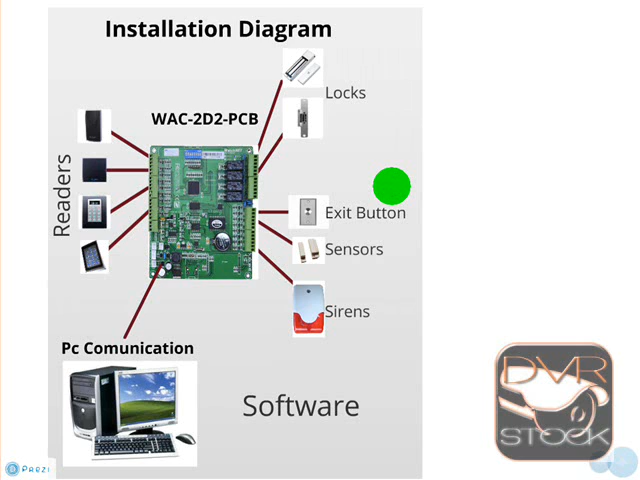 Installation Diagram
WAC-2D2-PCB
Locks
Readers
Exit Button
Sensors
Sirens
Pc Comunication
Software
DVR
STOCK
Prezi